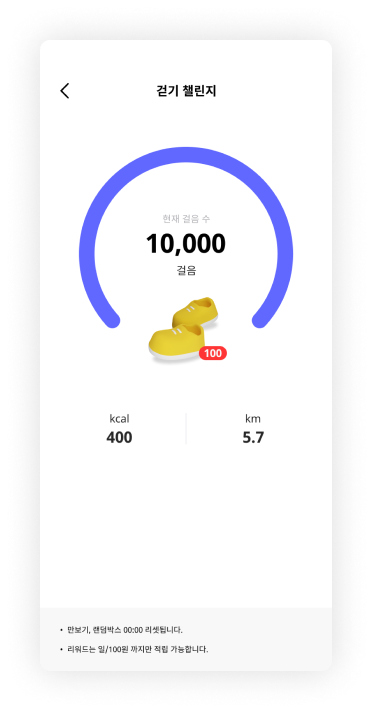 걷기 챌린지
현재 걸음 수
10,000
걸음
100
kcal
400
km
5.7
• 만보기, 랜덤박스 00:00 리셋됩니다.
• 리워드는 일/100원 까지만 적립 가능합니다.